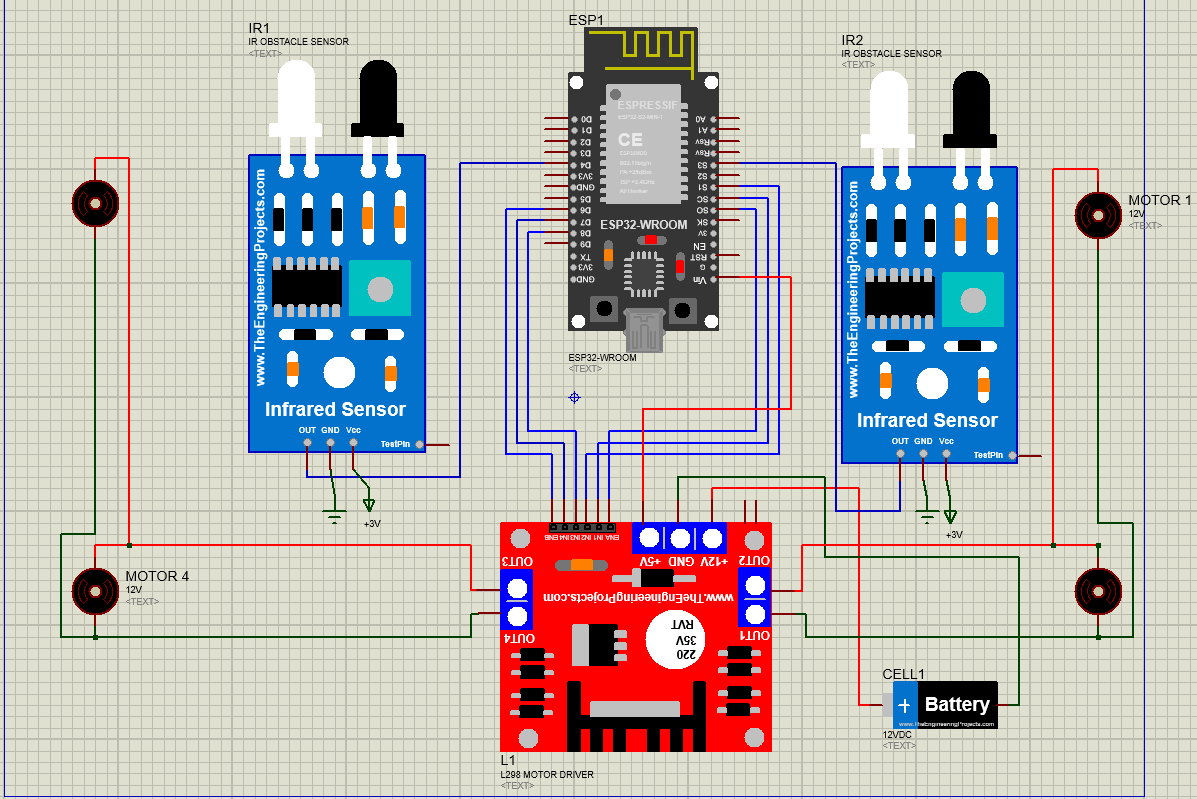 IR1
IR OBSTACLE SENSOR
<TEXT>
www.TheEngineeringProjects.com
Infrared Sensor
OUT GND Vcc
TestPin
+3V
ESP1
ESPRESSIF
CE
D0
D1
D2
D3
D4
3V3
GND
D5
D6
D7
D8
D9
TX
3V3
GND
A0
A1
RSV
RSV
S3
S2
S1
SC
SO
SK
3V
EN
RST
G
Vin
ESP32-WROOM
ESP32-WROOM
<TEXT>
IR2
IR OBSTACLE SENSOR
<TEXT>
www.TheEngineeringProjects.com
Infrared Sensor
OUT GND Vcc
TestPin
+3V
MOTOR 1
12V
<TEXT>
MOTOR 4
12V
<TEXT>
ENA IN1 IN2 IN3 IN4 ENB
+12V GND +5V
OUT3
OUT2
OUT4
OUT1
www.TheEngineeringProjects.com
220
35V
RVT
L1
L298 MOTOR DRIVER
<TEXT>
CELL1
+
Battery
www.TheEngineeringProjects.com
12VDC
<TEXT>